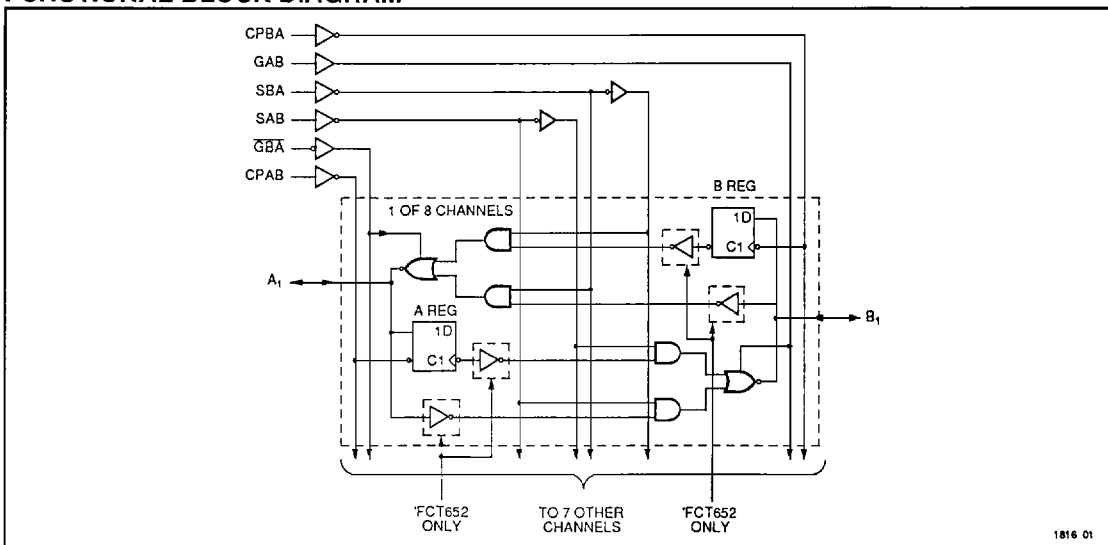 FUNCTIONAL BLOCK DIAGRAM
CPBA
GAB
SBA
SAB
G̅B̅A̅
CPAB
B REG
1 OF 8 CHANNELS
1D
C1
A1
A REG
1D
C1
B1
'FCT652
ONLY
TO 7 OTHER
CHANNELS
'FCT652
ONLY
1816 01